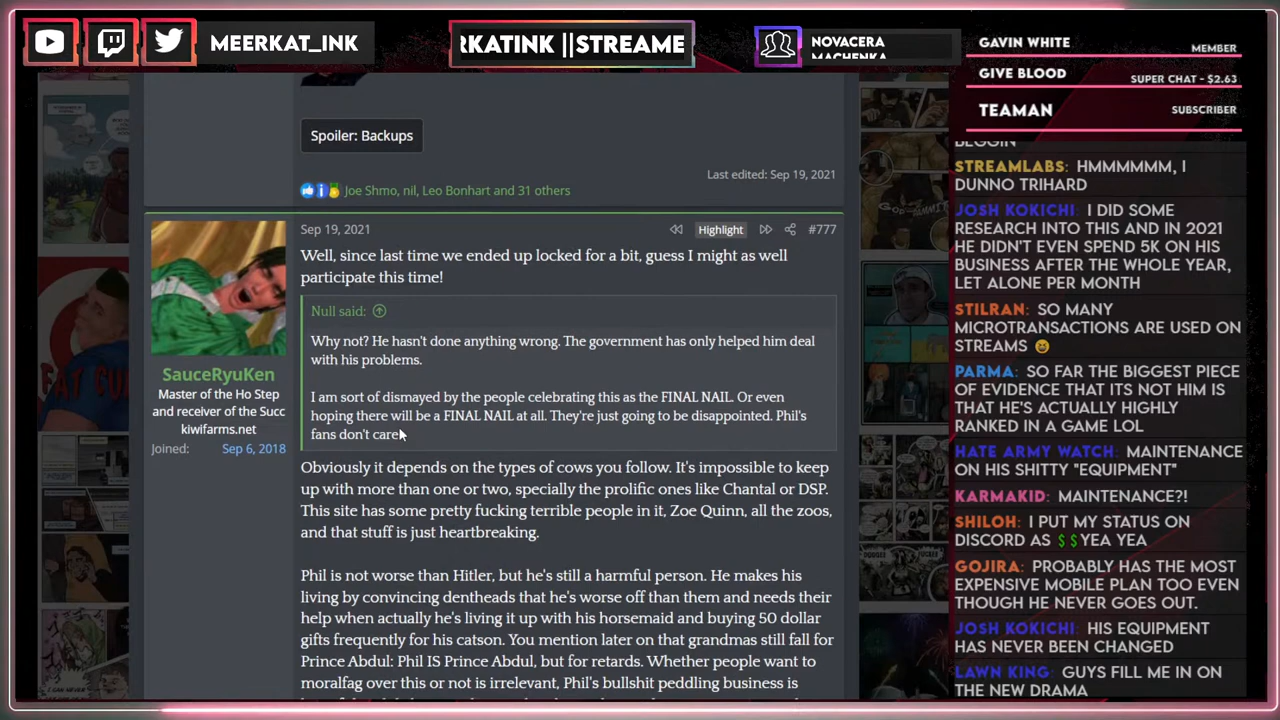 MEERKAT_INK
RKATINK ||STREAME
NOVACERA
MACHENKA
GAVIN WHITE
MEMBER
GIVE BLOOD
SUPER CHAT - $2.63
TEAMAN
SUBSCRIBER
Spoiler: Backups
Last edited: Sep 19, 2021
Joe Shmo, nil, Leo Bonhart and 31 others
Sep 19, 2021
Highlight
#777
Well, since last time we ended up locked for a bit, guess I might as well
participate this time!
Null said:
Why not? He hasn't done anything wrong. The government has only helped him deal
with his problems.
I am sort of dismayed by the people celebrating this as the FINAL NAIL. Or even
hoping there will be a FINAL NAIL at all. They're just going to be disappointed. Phil's
fans don't care
SauceRyuKen
Master of the Ho Step
and receiver of the Succ
kiwifarms.net
Joined: Sep 6, 2018
Obviously it depends on the types of cows you follow. It's impossible to keep
up with more than one or two, specially the prolific ones like Chantal or DSP.
This site has some pretty fucking terrible people in it, Zoe Quinn, all the zoos,
and that stuff is just heartbreaking.
Phil is not worse than Hitler, but he's still a harmful person. He makes his
living by convincing dentheads that he's worse off than them and needs their
help when actually he's living it up with his horsemaid and buying 50 dollar
gifts frequently for his catson. You mention later on that grandmas still fall for
Prince Abdul: Phil IS Prince Abdul, but for retards. Whether people want to
moralfag over this or not is irrelevant, Phil's bullshit peddling business is
BEGGIN
STREAMLABS: HMMMMMM, I
DUNNO TRIHARD
JOSH KOKICHI: I DID SOME
RESEARCH INTO THIS AND IN 2021
HE DIDN'T EVEN SPEND 5K ON HIS
BUSINESS AFTER THE WHOLE YEAR,
LET ALONE PER MONTH
STILRAN: SO MANY
MICROTRANSACTIONS ARE USED ON
STREAMS 😆
PARMA: SO FAR THE BIGGEST PIECE
OF EVIDENCE THAT ITS NOT HIM IS
THAT HE'S ACTUALLY HIGHLY
RANKED IN A GAME LOL
HATE ARMY WATCH: MAINTENANCE
ON HIS SHITTY "EQUIPMENT"
KARMAKID: MAINTENANCE?!
SHILOH: I PUT MY STATUS ON
DISCORD AS 💲💲YEA YEA
GOJIRA: PROBABLY HAS THE MOST
EXPENSIVE MOBILE PLAN TOO EVEN
THOUGH HE NEVER GOES OUT.
JOSH KOKICHI: HIS EQUIPMENT
HAS NEVER BEEN CHANGED
LAWN KING: GUYS FILL ME IN ON
THE NEW DRAMA